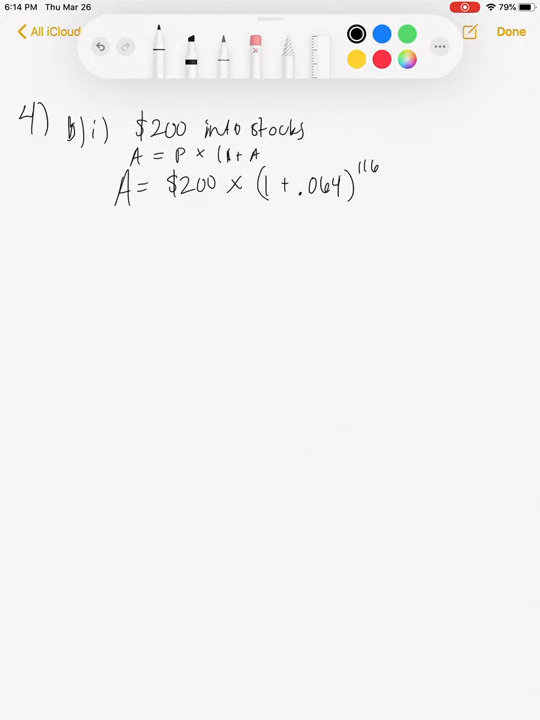 6:14 PM Thu Mar 26 79%
All iCloud Done
4) b) i) $200 into stocks
A = P × (1 + A
A = $200 × (1 + .064)^116